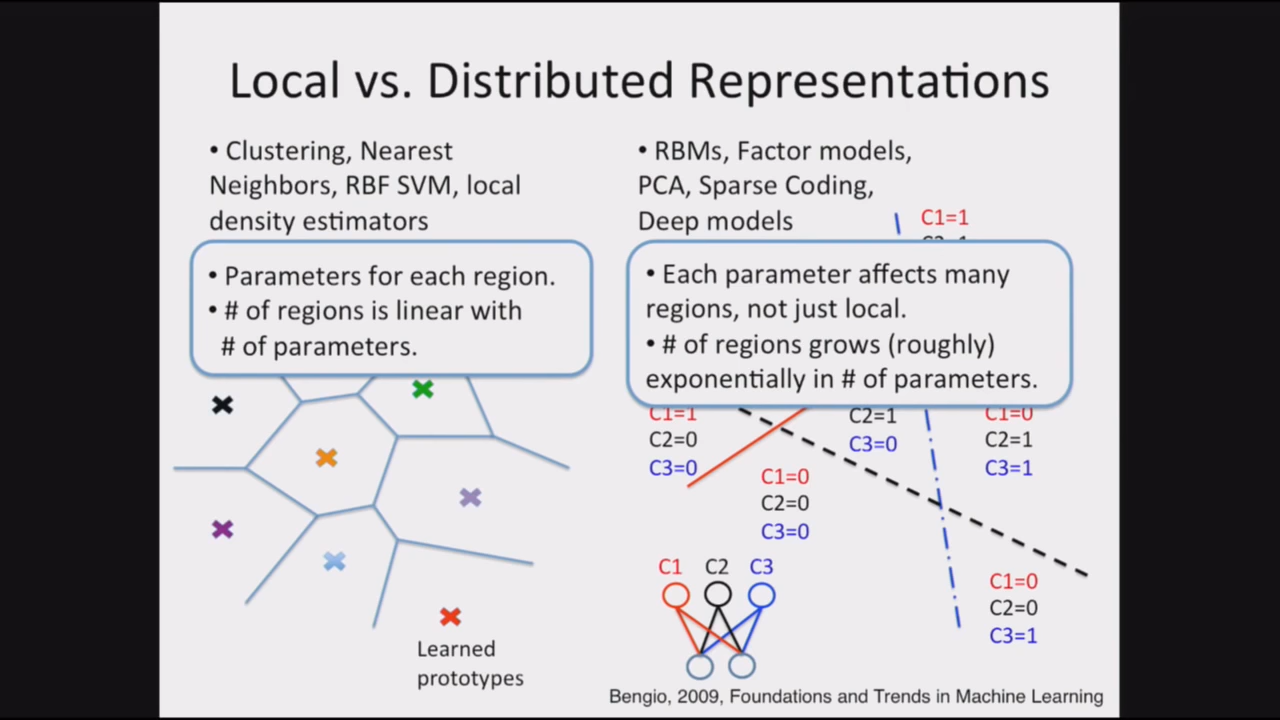 Local vs. Distributed Representations
• Clustering, Nearest
Neighbors, RBF SVM, local
density estimators
• Parameters for each region.
• # of regions is linear with
# of parameters.
Learned
prototypes
• RBMs, Factor models,
PCA, Sparse Coding,
Deep models
C1=1
• Each parameter affects many
regions, not just local.
• # of regions grows (roughly)
exponentially in # of parameters.
C1=1
C2=0
C3=0
C2=1
C3=0
C1=0
C2=1
C3=1
C1=0
C2=0
C3=0
C1 C2 C3
C1=0
C2=0
C3=1
Bengio, 2009, Foundations and Trends in Machine Learning